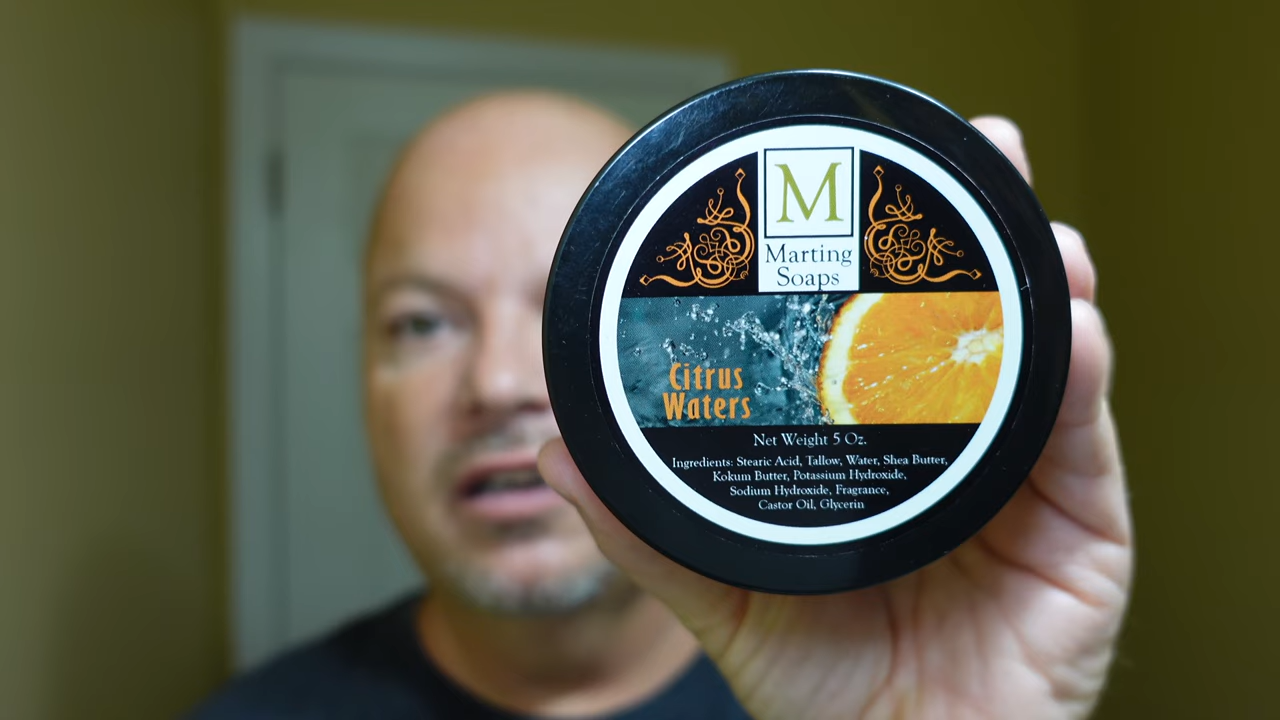 M
Marting
Soaps
Citrus
Waters
Net Weight 5 Oz.
Ingredients: Stearic Acid, Tallow, Water, Shea Butter,
Kokum Butter, Potassium Hydroxide,
Sodium Hydroxide, Fragrance,
Castor Oil, Glycerin